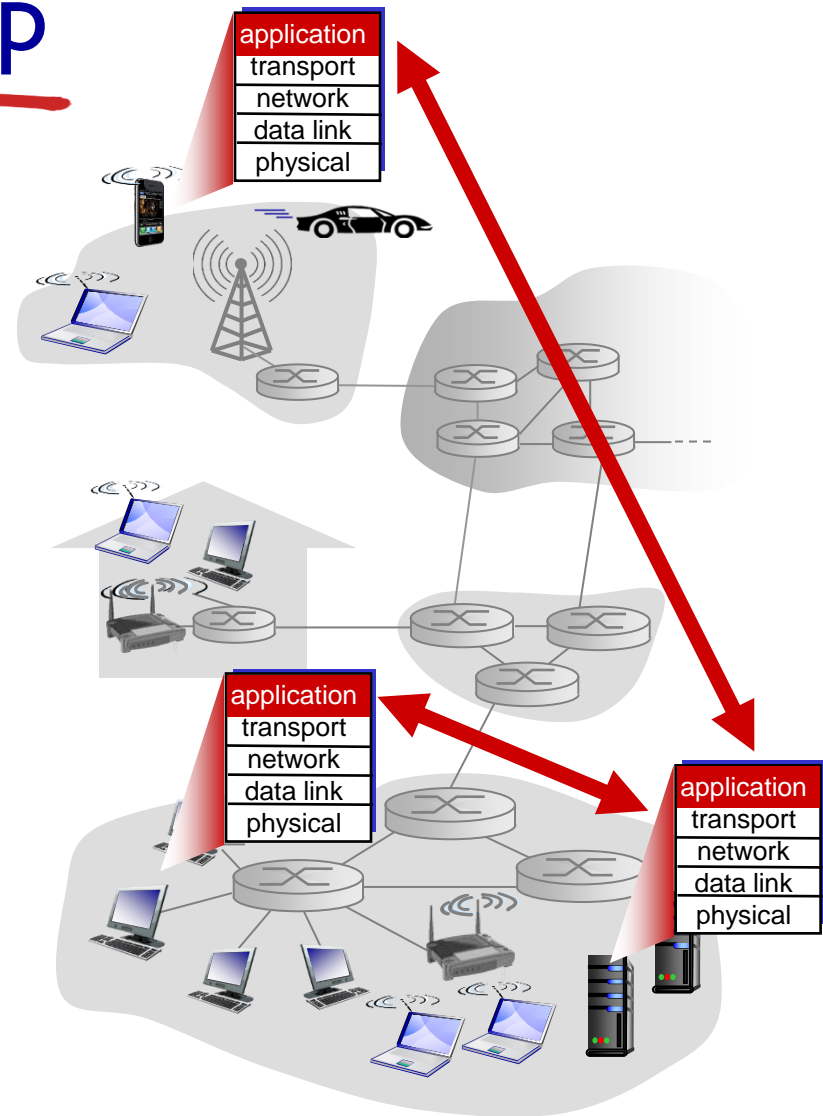 p
application
transport
network
data link
physical
application
transport
network
data link
physical
application
transport
network
data link
physical